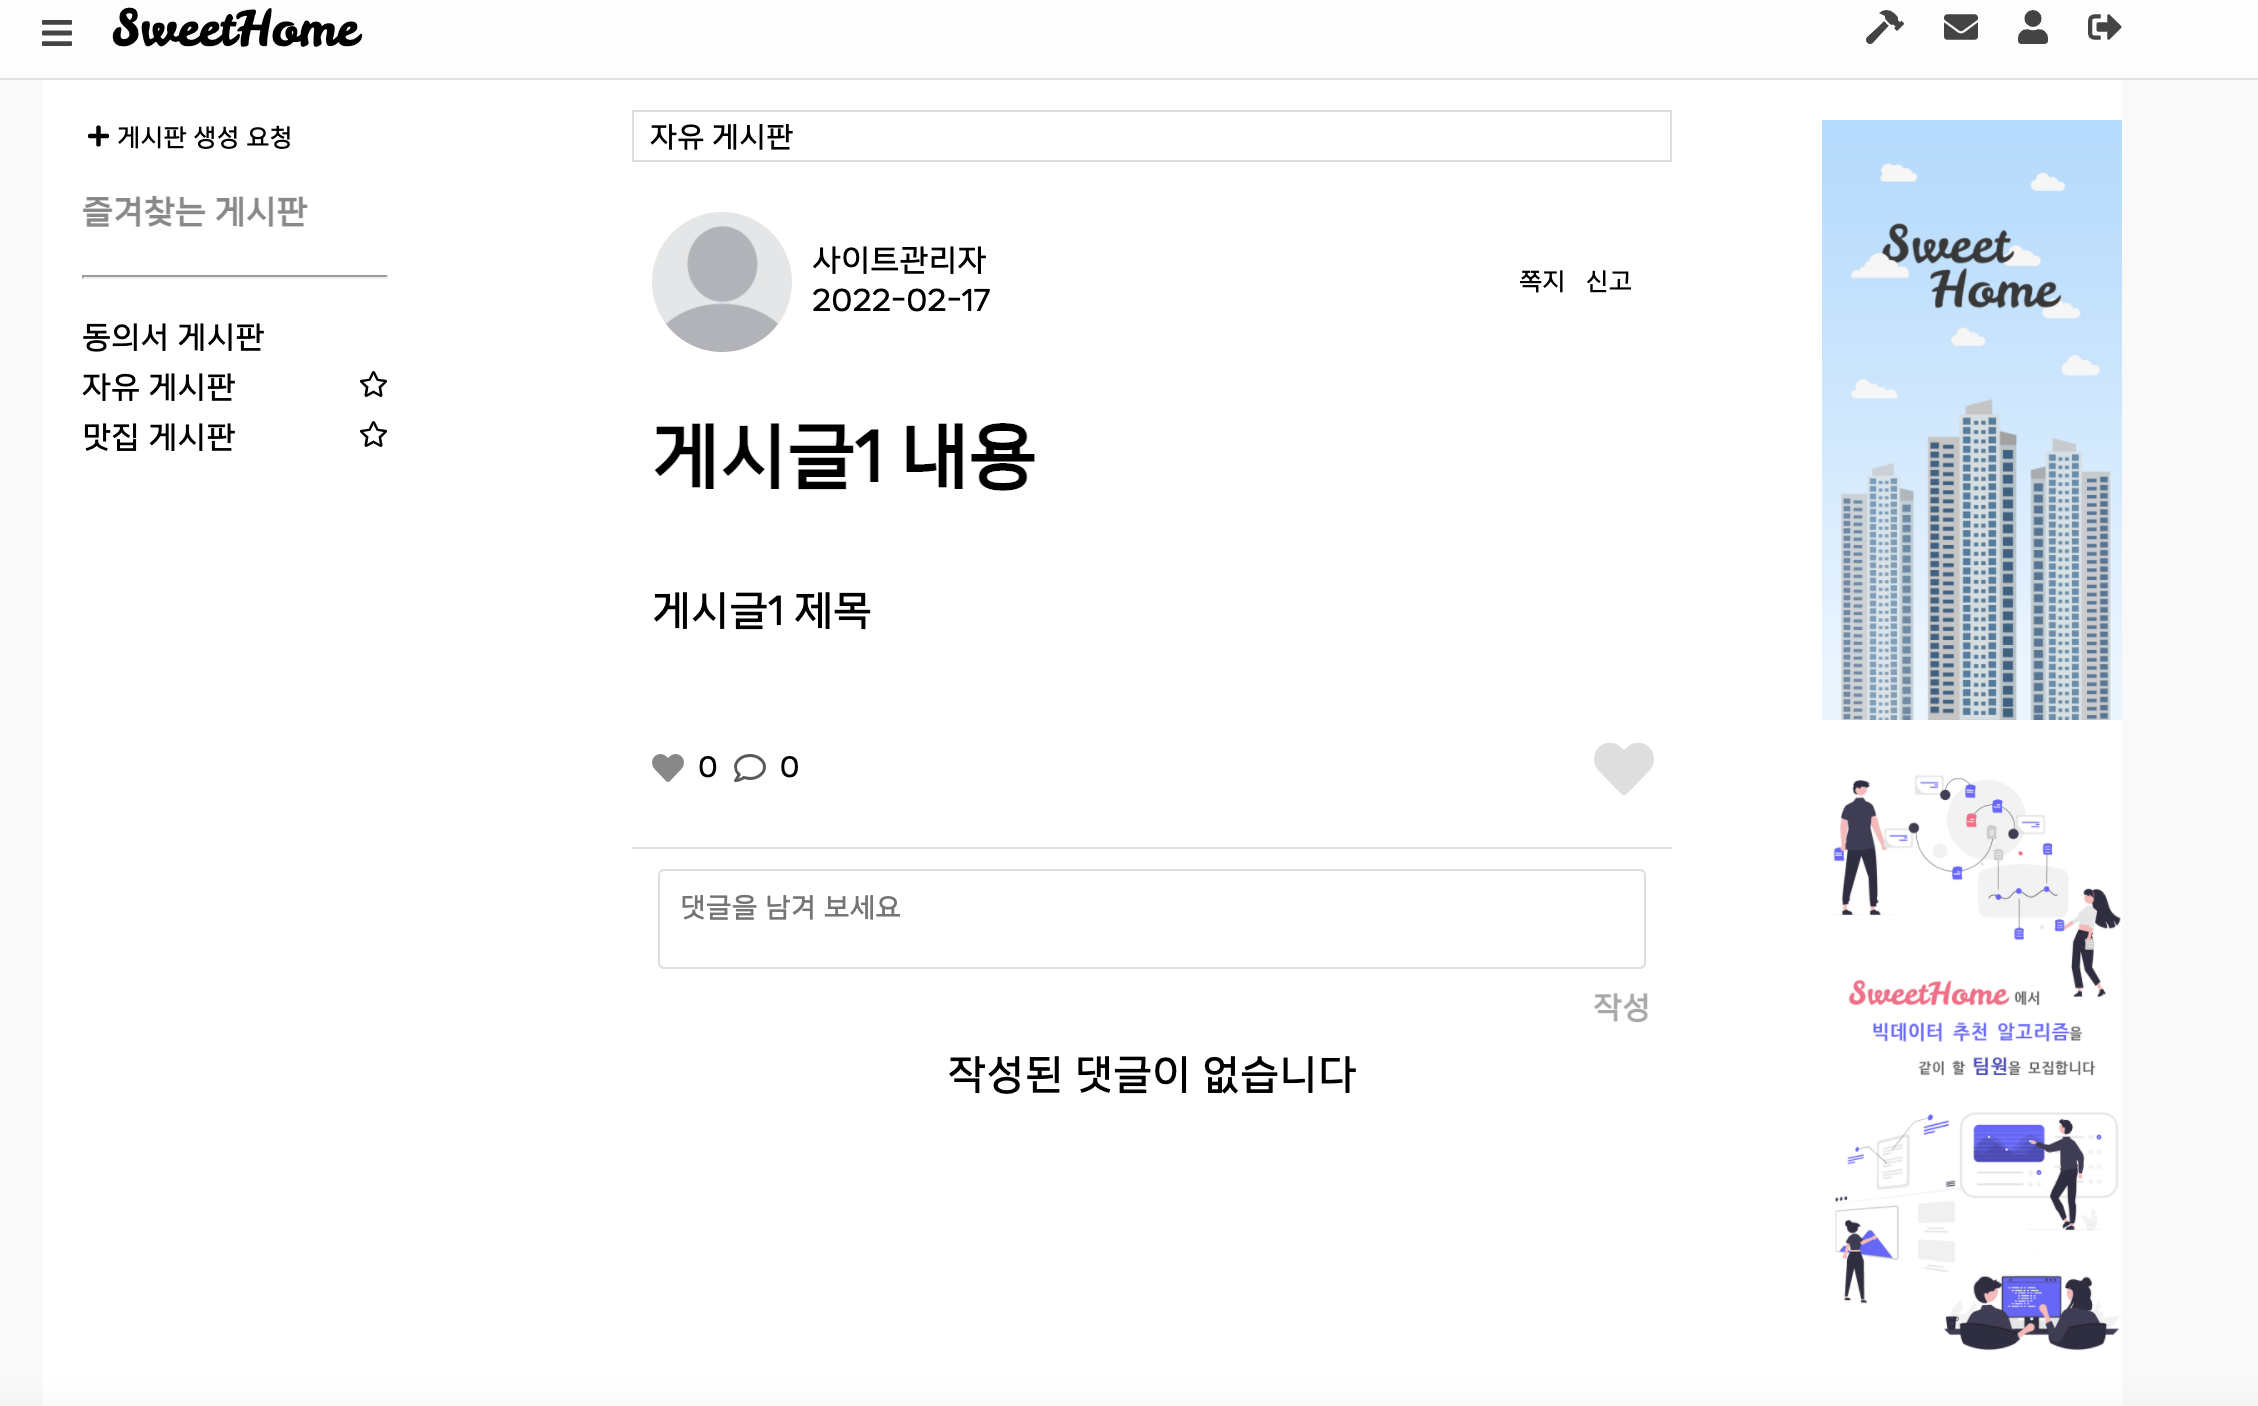 SweetHome
게시판 생성 요청
즐겨찾는 게시판
동의서 게시판
자유 게시판
맛집 게시판
자유 게시판
사이트관리자
2022-02-17
쪽지 신고
게시글1 내용
게시글1 제목
0 0
댓글을 남겨 보세요
작성
작성된 댓글이 없습니다
Sweet
Home
SweetHome 에서
빅데이터 추천 알고리즘을
같이 할 팀원을 모집합니다